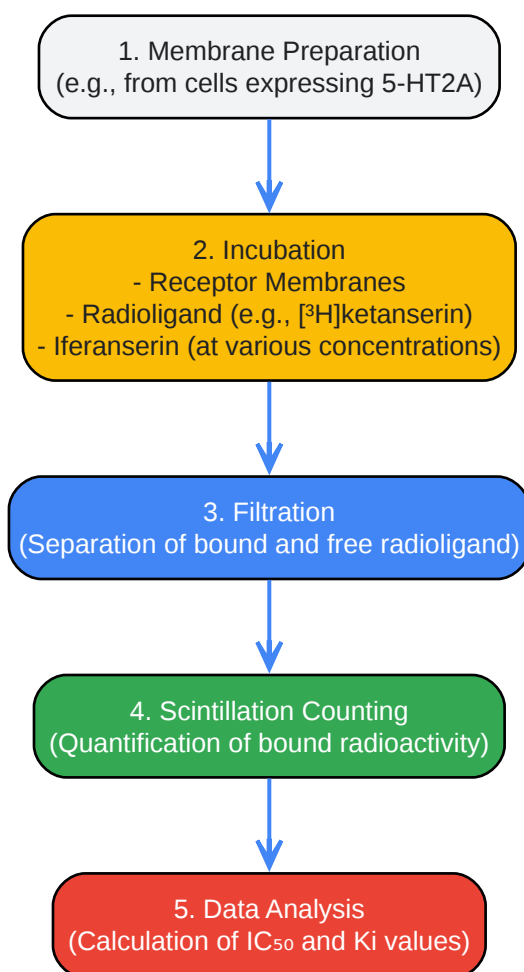 1. Membrane Preparation
(e.g., from cells expressing 5-HT2A)
2. Incubation
- Receptor Membranes
- Radioligand (e.g., [³H]ketanserin)
- Iferanserin (at various concentrations)
3. Filtration
(Separation of bound and free radioligand)
4. Scintillation Counting
(Quantification of bound radioactivity)
5. Data Analysis
(Calculation of IC₅₀ and Ki values)